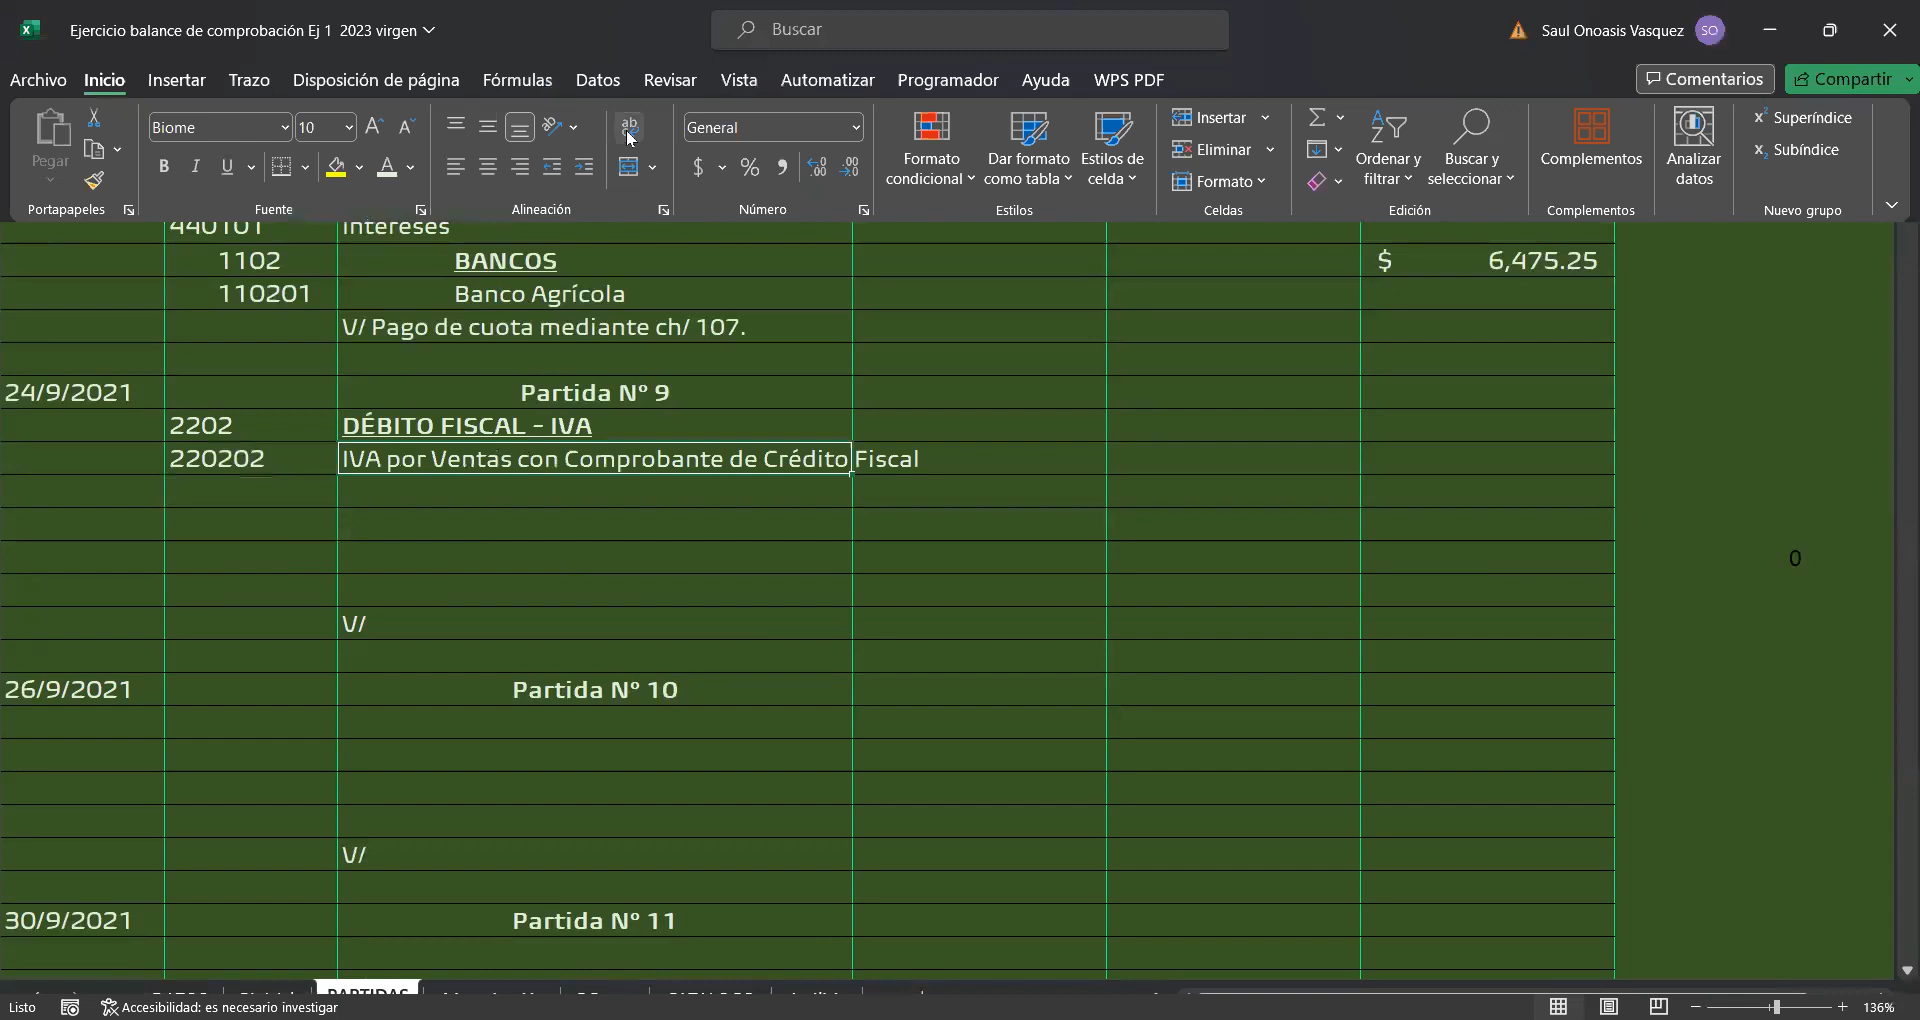 Ejercicio balance de comprobación Ej 1 2023 virgen
Buscar
Saul Onoasis Vasquez
SO
Archivo
Inicio
Insertar
Trazo
Disposición de página
Fórmulas
Datos
Revisar
Vista
Automatizar
Programador
Ayuda
WPS PDF
Comentarios
Compartir
Pegar
Portapapeles
Biome
10
Fuente
Alineación
General
Número
Formato condicional
Dar formato como tabla
Estilos de celda
Estilos
Insertar
Eliminar
Formato
Celdas
Ordenar y filtrar
Buscar y seleccionar
Edición
Complementos
Complementos
Analizar datos
Superíndice
Subíndice
Nuevo grupo
440101 Intereses
1102 BANCOS $ 6,475.25
110201 Banco Agrícola
V/ Pago de cuota mediante ch/ 107.
24/9/2021 Partida N° 9
2202 DÉBITO FISCAL - IVA
220202 IVA por Ventas con Comprobante de Crédito Fiscal
0
V/
26/9/2021 Partida N° 10
V/
30/9/2021 Partida N° 11
PARTIDAS
Listo
Accesibilidad: es necesario investigar
136%